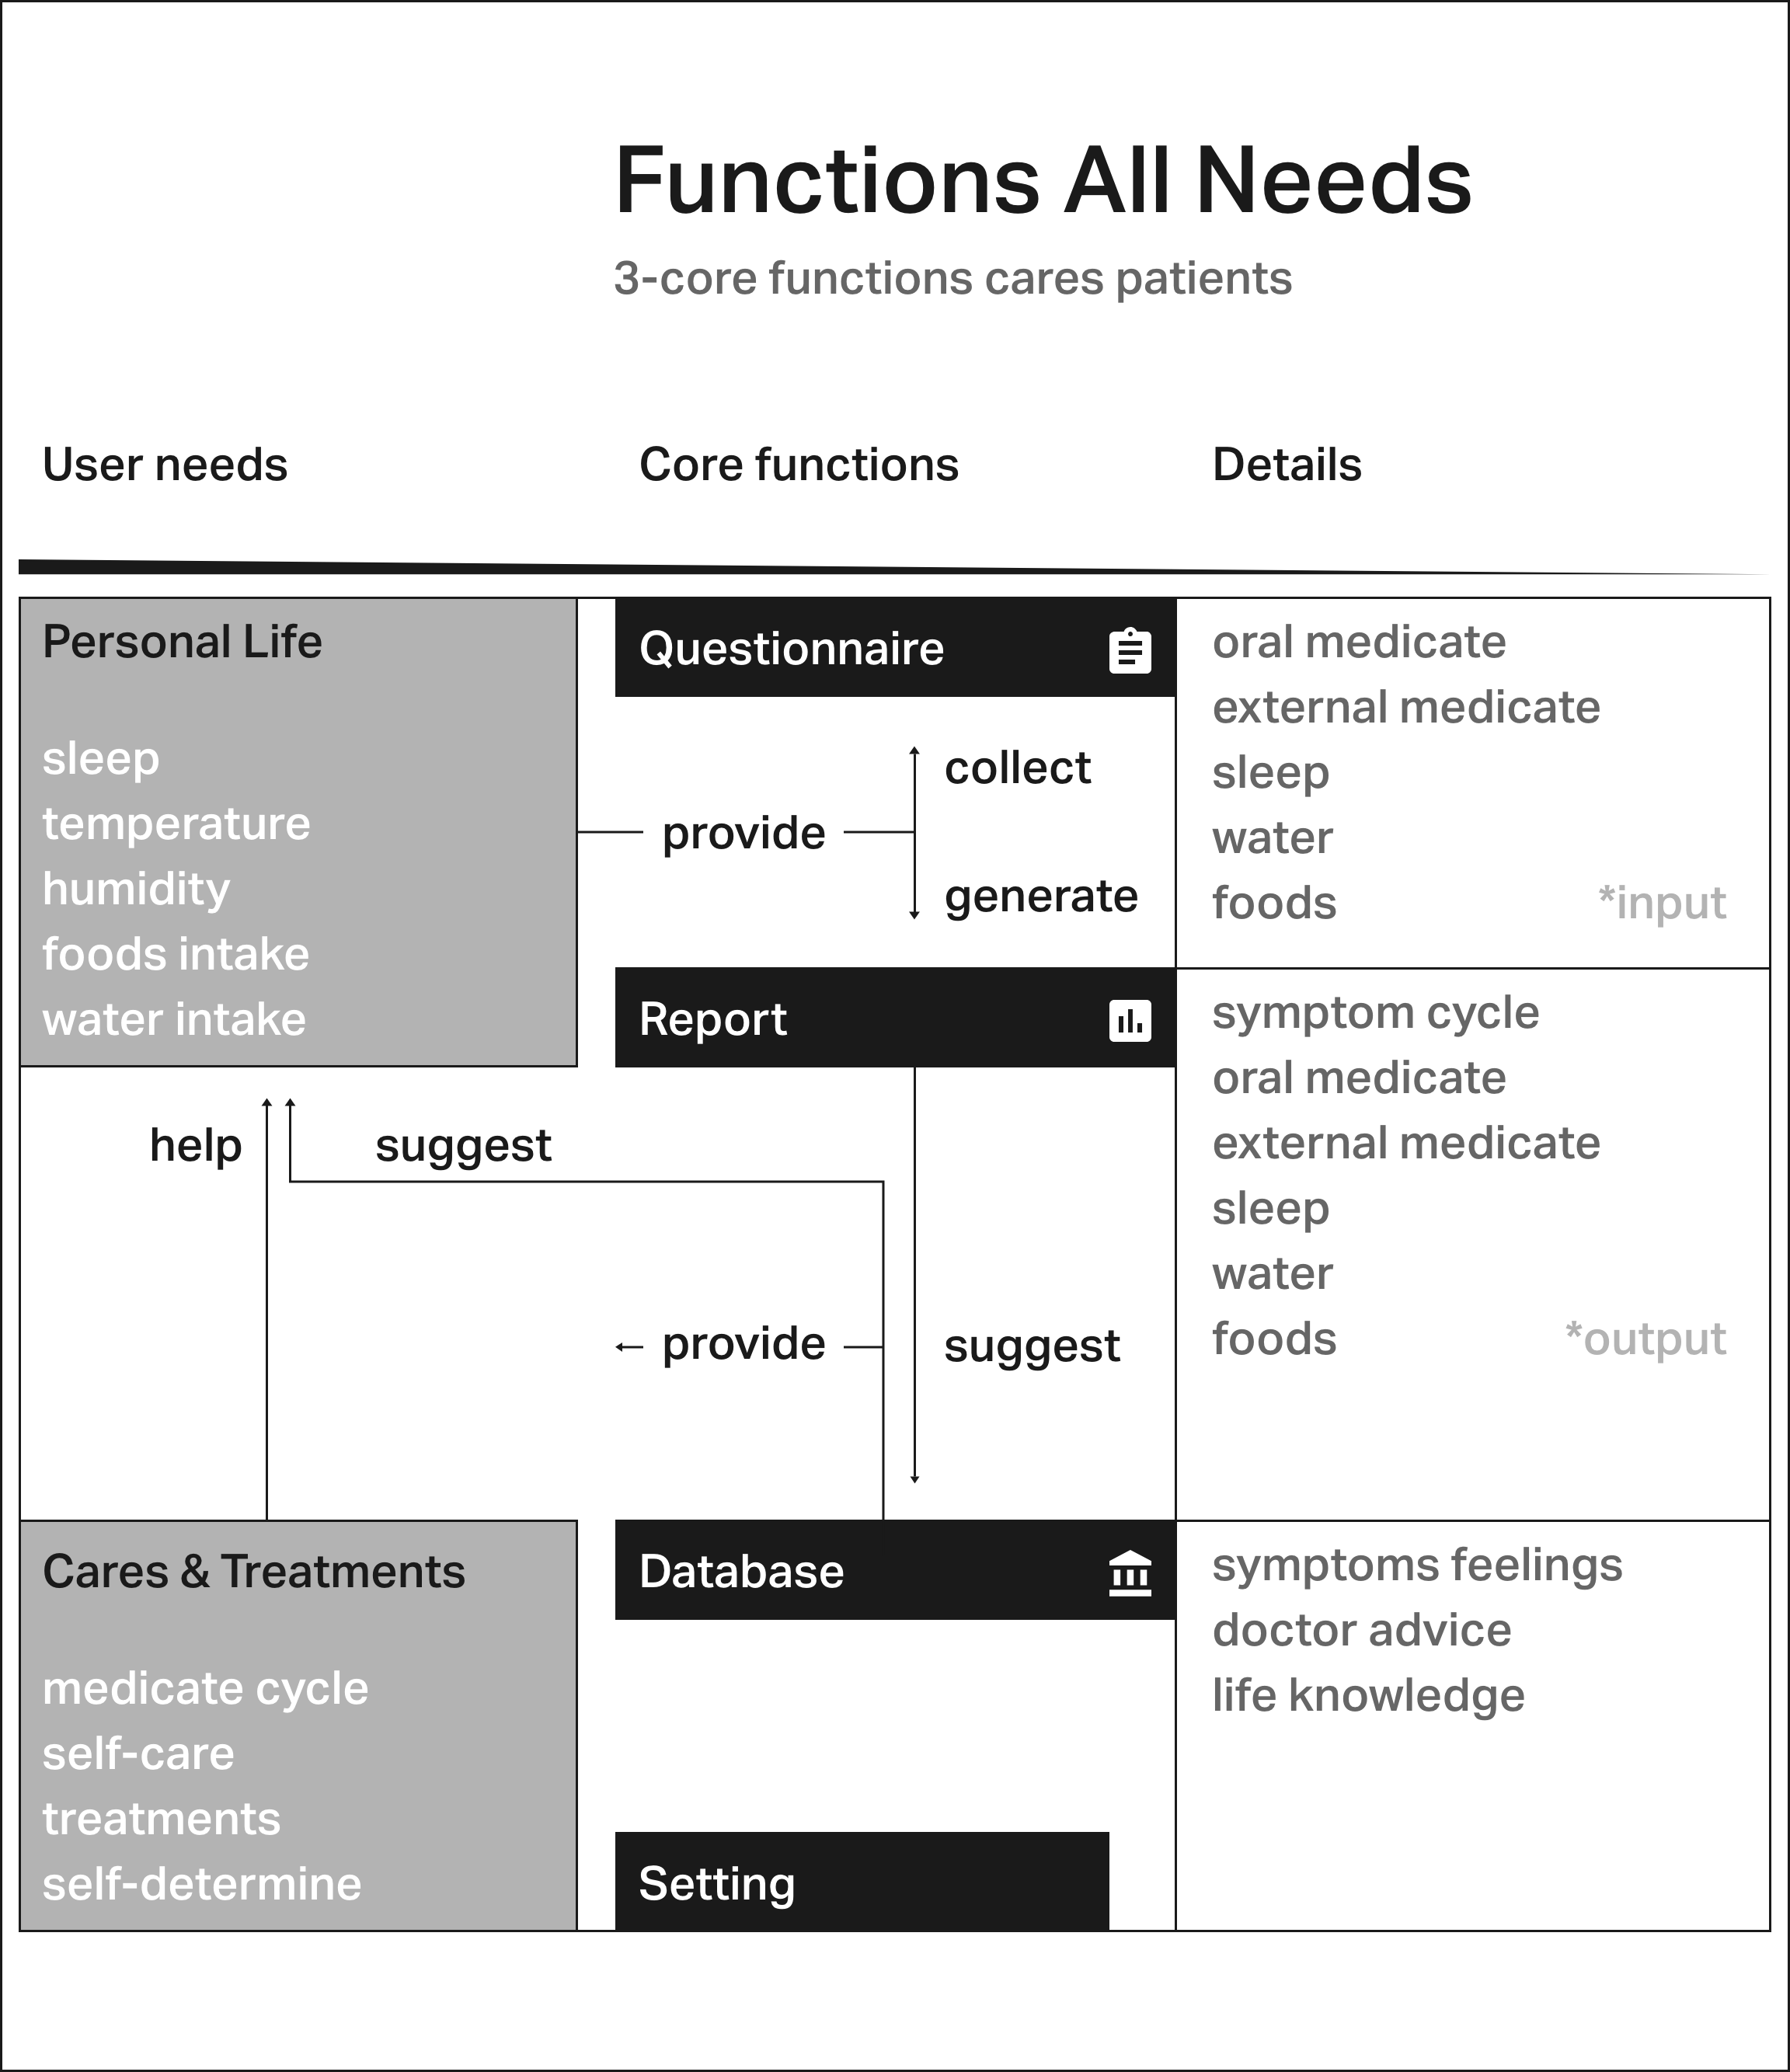 Functions All Needs
3-core functions cares patients
User needs
Core functions
Details
Personal Life
sleep
temperature
humidity
foods intake
water intake
Questionnaire
provide
collect
generate
oral medicate
external medicate
sleep
water
foods
*input
Report
symptom cycle
oral medicate
external medicate
sleep
water
foods
*output
help
suggest
provide
suggest
Cares & Treatments
medicate cycle
self-care
treatments
self-determine
Database
symptoms feelings
doctor advice
life knowledge
Setting